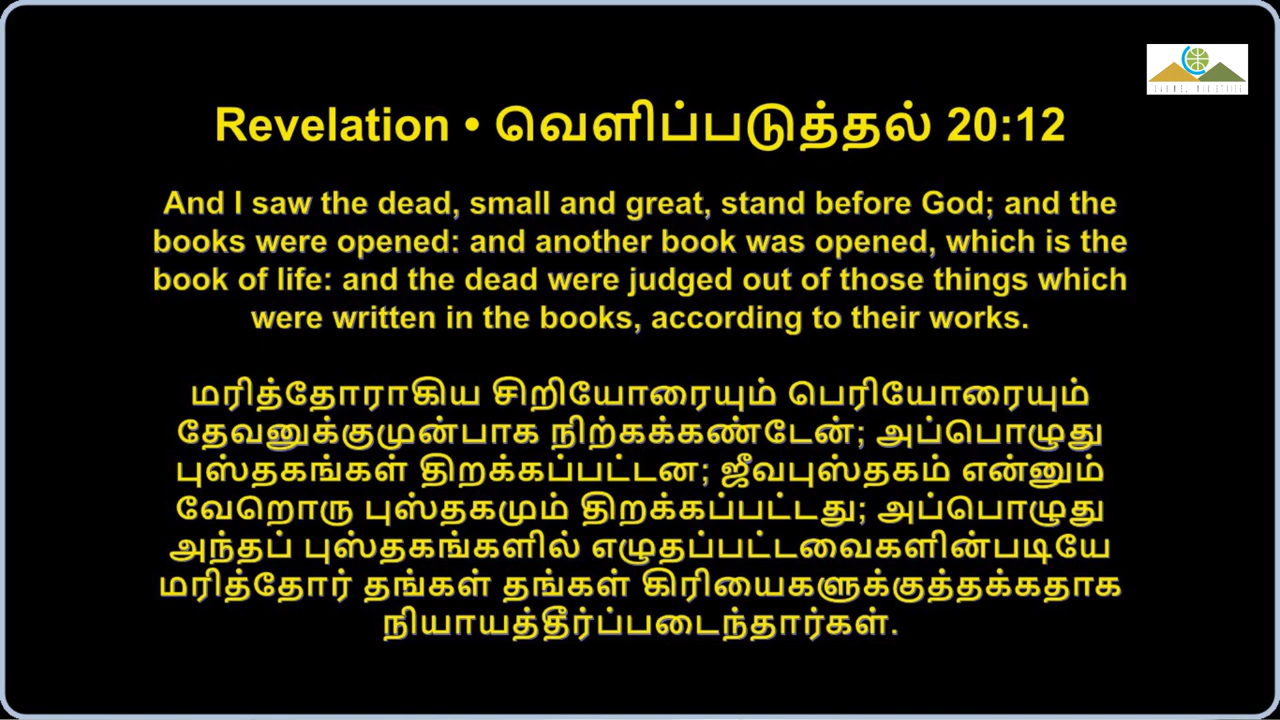 Revelation • வெளிப்படுத்தல் 20:12
And I saw the dead, small and great, stand before God; and the
books were opened: and another book was opened, which is the
book of life: and the dead were judged out of those things which
were written in the books, according to their works.
மரித்தோராகிய சிறியோரையும் பெரியோரையும்
தேவனுக்குமுன்பாக நிற்கக்கண்டேன்; அப்பொழுது
புஸ்தகங்கள் திறக்கப்பட்டன; ஜீவபுஸ்தகம் என்னும்
வேறொரு புஸ்தகமும் திறக்கப்பட்டது; அப்பொழுது
அந்தப் புஸ்தகங்களில் எழுதப்பட்டவைகளின்படியே
மரித்தோர் தங்கள் தங்கள் கிரியைகளுக்குத்தக்கதாக
நியாயத்தீர்ப்படைந்தார்கள்.